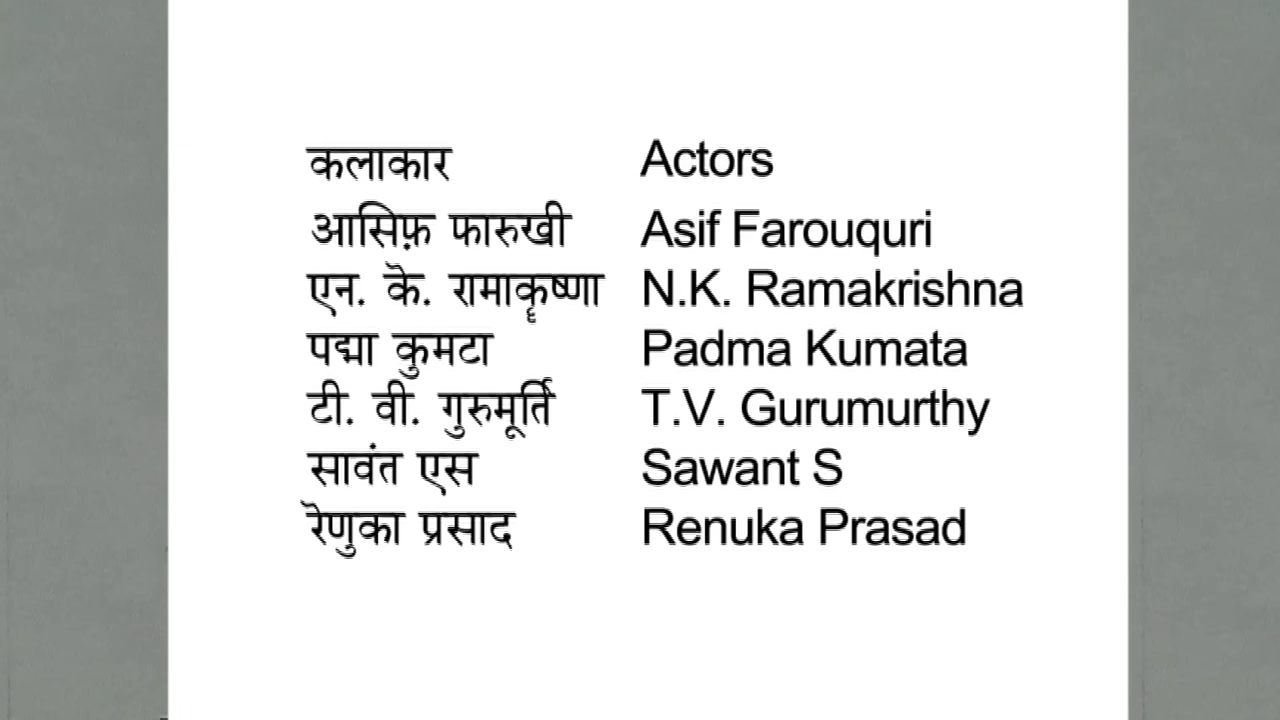 कलाकार Actors
आसिफ़ फारुखी Asif Farouquri
एन. के. रामाकृष्णा N.K. Ramakrishna
पद्मा कुमटा Padma Kumata
टी. वी. गुरुमूर्ति T.V. Gurumurthy
सावंत एस Sawant S
रेणुका प्रसाद Renuka Prasad